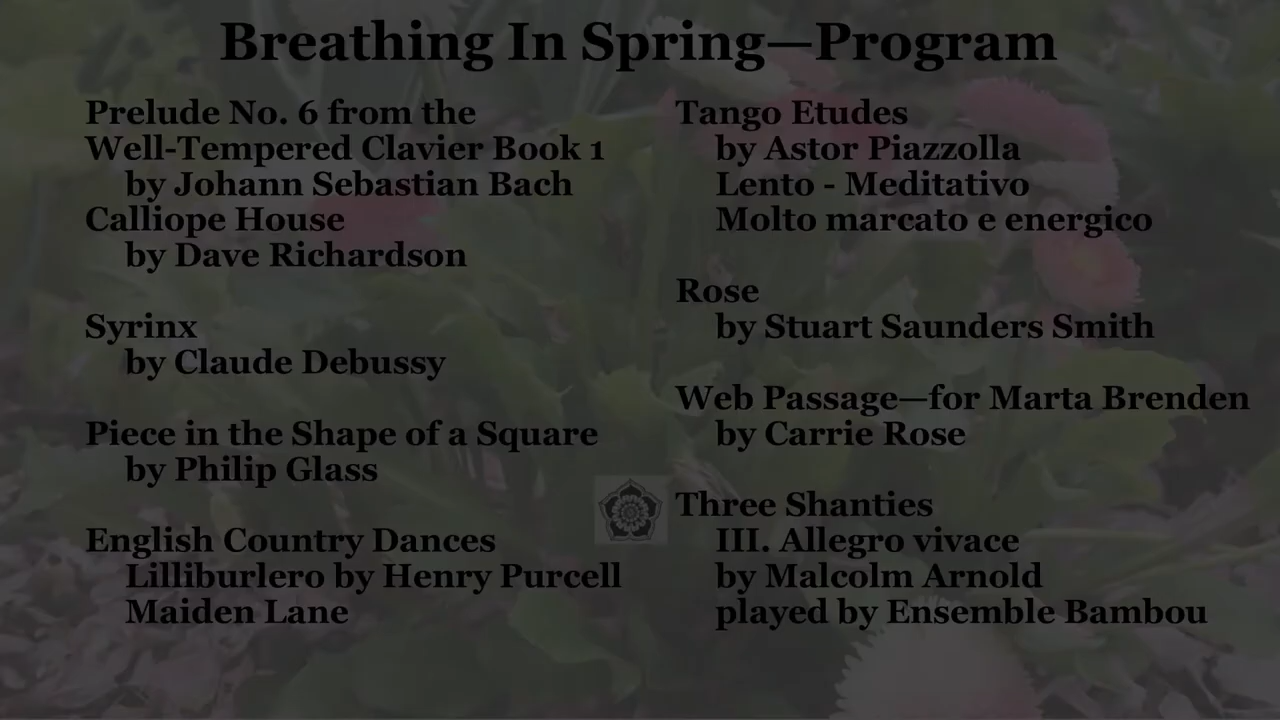 Breathing In Spring—Program
Prelude No. 6 from the
Well-Tempered Clavier Book 1
by Johann Sebastian Bach
Calliope House
by Dave Richardson
Syrinx
by Claude Debussy
Piece in the Shape of a Square
by Philip Glass
English Country Dances
Lilliburlero by Henry Purcell
Maiden Lane
Tango Etudes
by Astor Piazzolla
Lento - Meditativo
Molto marcato e energico
Rose
by Stuart Saunders Smith
Web Passage—for Marta Brenden
by Carrie Rose
Three Shanties
III. Allegro vivace
by Malcolm Arnold
played by Ensemble Bambou